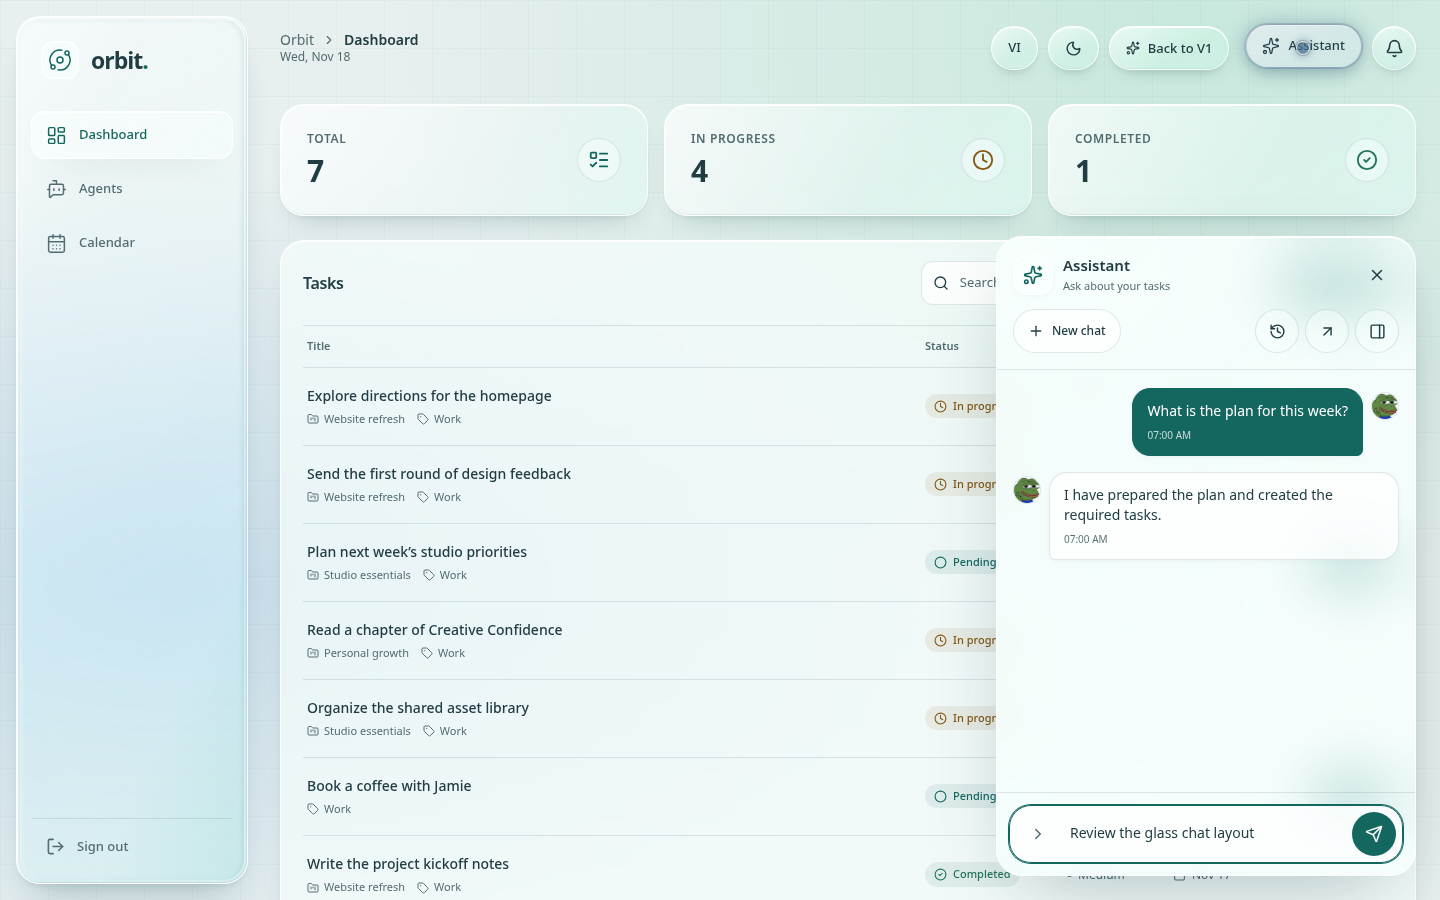 orbit.
Dashboard
Agents
Calendar
Sign out
Orbit > Dashboard
Wed, Nov 18
VI
Back to V1
Assistant
TOTAL
7
IN PROGRESS
4
COMPLETED
1
Tasks
Search
Title
Status
Explore directions for the homepage
Website refresh Work
In progr
Send the first round of design feedback
Website refresh Work
In progr
Plan next week’s studio priorities
Studio essentials Work
Pending
Read a chapter of Creative Confidence
Personal growth Work
In progr
Organize the shared asset library
Studio essentials Work
In progr
Book a coffee with Jamie
Work
Pending
Write the project kickoff notes
Website refresh Work
Completed
Medium
Nov 17
Assistant
Ask about your tasks
New chat
What is the plan for this week?
07:00 AM
I have prepared the plan and created the
required tasks.
07:00 AM
Review the glass chat layout